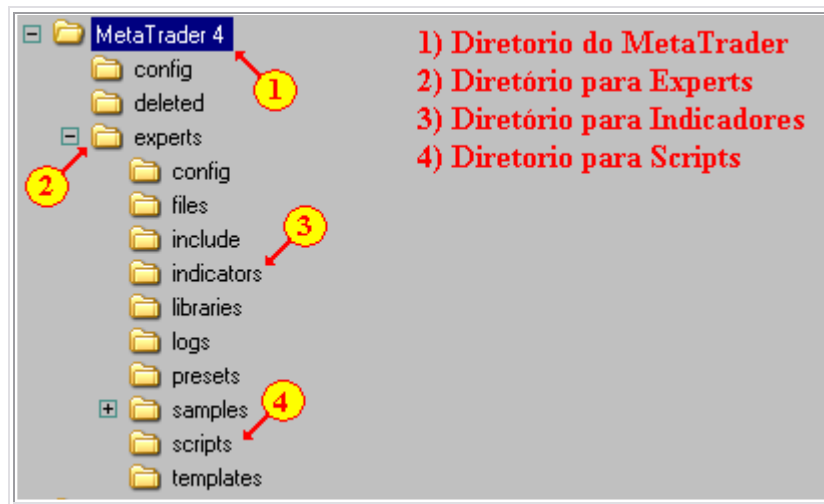 MetaTrader 4
config
deleted
experts
config
files
include
indicators
libraries
logs
presets
samples
scripts
templates
1
2
3
4
1) Diretorio do MetaTrader
2) Diretório para Experts
3) Diretório para Indicadores
4) Diretorio para Scripts